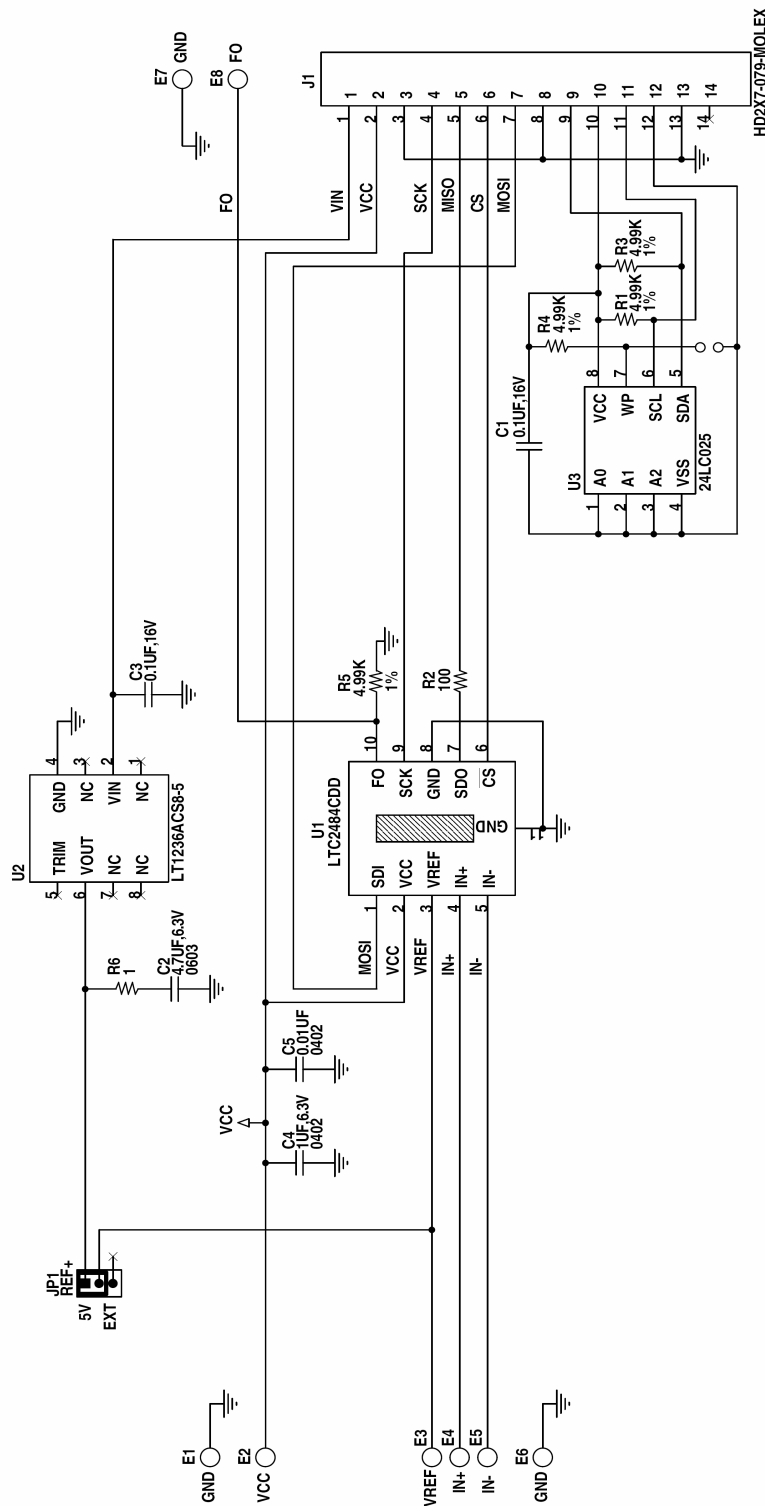 E7
GND
E8
FO
FO
J1
HD2X7-079-MOLEX
1
2
3
4
5
6
7
8
9
10
11
12
13
14
1
2
3
4
5
6
7
8
9
10
11
12
13
14
VIN
VCC
SCK
MISO
CS
MOSI
R3
4.99K
1%
R1
4.99K
1%
R4
4.99K
1%
C1
0.1UF,16V
U3
24LC025
8
VCC
7
WP
6
SCL
5
SDA
1
A0
2
A1
3
A2
4
VSS
C3
0.1UF,16V
U2
LT1236ACS8-5
4
GND
3
NC
2
VIN
1
NC
5
TRIM
6
VOUT
7
NC
8
NC
R6
1
C2
4.7UF,6.3V
0603
R5
4.99K
1%
R2
100
U1
LTC2484CDD
10
FO
9
SCK
8
GND
7
SDO
6
CS
GND
11
1
SDI
2
VCC
3
VREF
4
IN+
5
IN-
MOSI
VCC
VREF
IN+
IN-
C5
0.01UF
0402
VCC
C4
1UF,6.3V
0402
JP1
REF+
5V
EXT
E1
GND
E2
VCC
E3
VREF
E4
IN+
E5
IN-
E6
GND